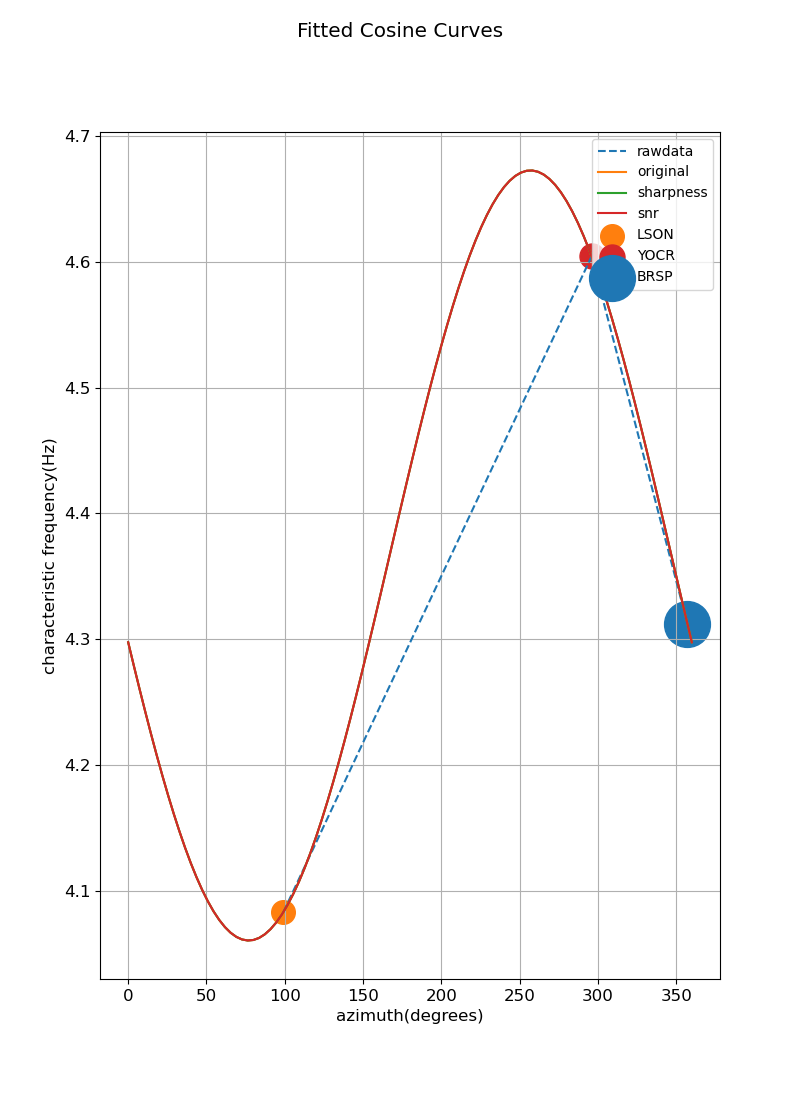 Fitted Cosine Curves
4.7
4.6
4.5
4.4
4.3
4.2
4.1
characteristic frequency(Hz)
rawdata
original
sharpness
snr
LSON
YOCR
BRSP
0 50 100 150 200 250 300 350
azimuth(degrees)